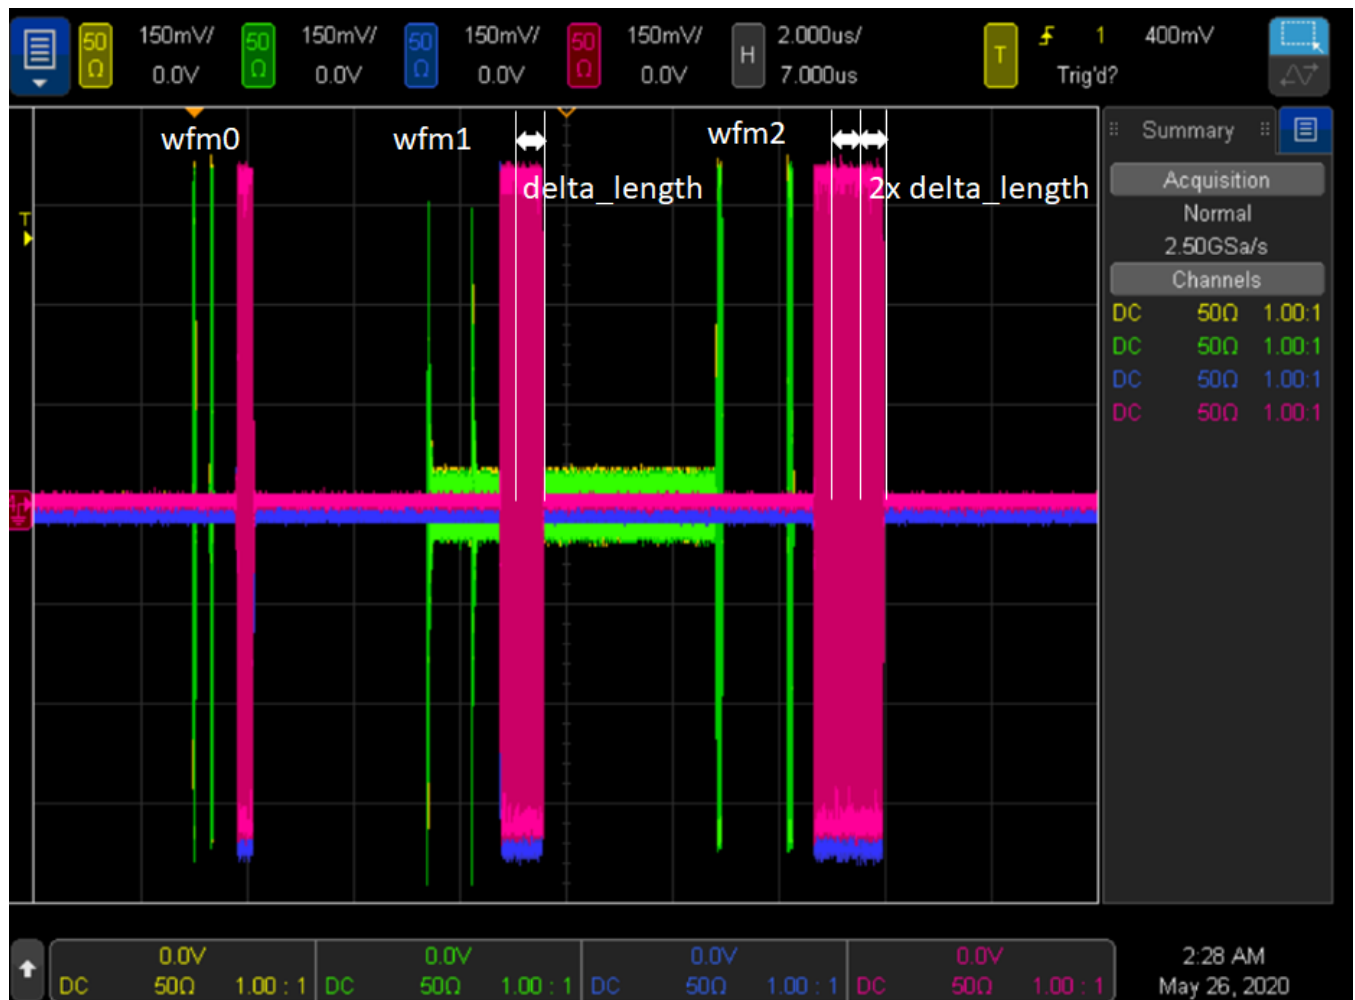 50 Ω 150mV/ 0.0V
50 Ω 150mV/ 0.0V
50 Ω 150mV/ 0.0V
50 Ω 150mV/ 0.0V
H 2.000us/ 7.000us
T 1 400mV
Trig'd?
wfm0 wfm1 wfm2
delta_length 2x delta_length
T
Summary
Acquisition
Normal
2.50GSa/s
Channels
DC 50Ω 1.00:1
DC 50Ω 1.00:1
DC 50Ω 1.00:1
DC 50Ω 1.00:1
0.0V 0.0V 0.0V 0.0V
DC 50Ω 1.00 : 1 DC 50Ω 1.00 : 1 DC 50Ω 1.00 : 1 DC 50Ω 1.00 : 1
2:28 AM
May 26, 2020